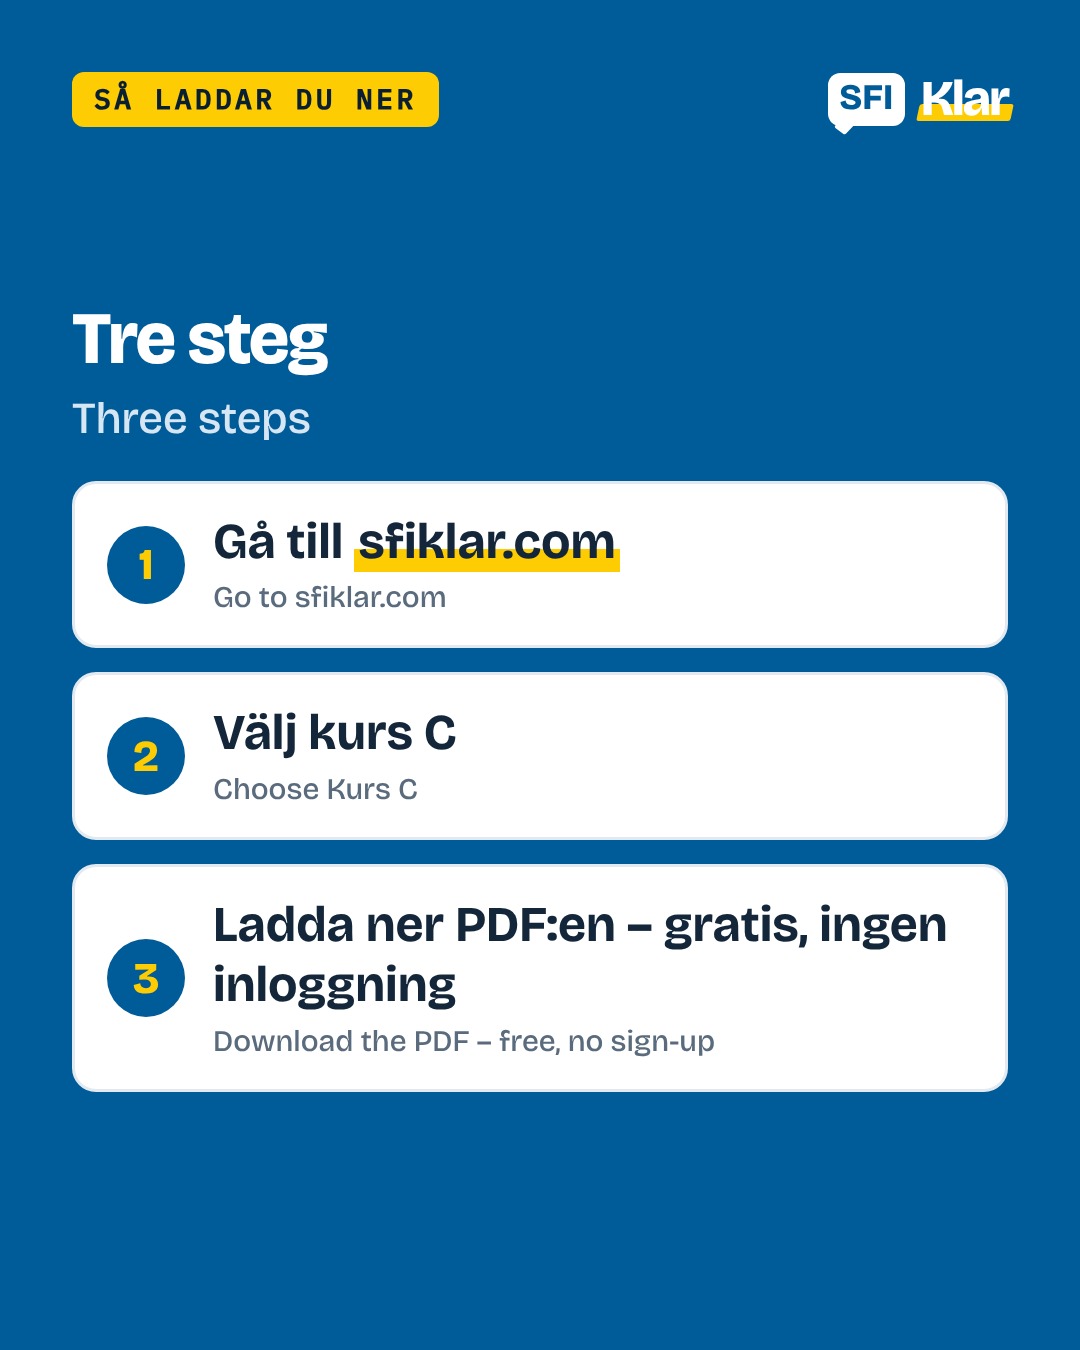 SÅ LADDAR DU NER
SFI Klar
Tre steg
Three steps
1
Gå till sfiklar.com
Go to sfiklar.com
2
Välj kurs C
Choose Kurs C
3
Ladda ner PDF:en – gratis, ingen
inloggning
Download the PDF – free, no sign-up